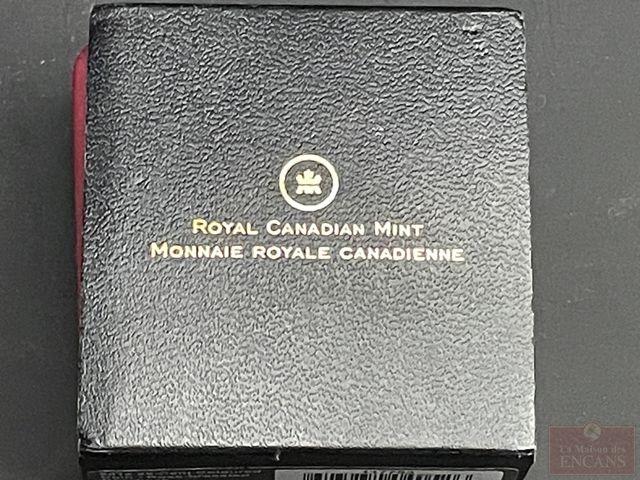 ROYAL CANADIAN MINT
MONNAIE ROYALE CANADIENNE
La Maison des
ENCANS